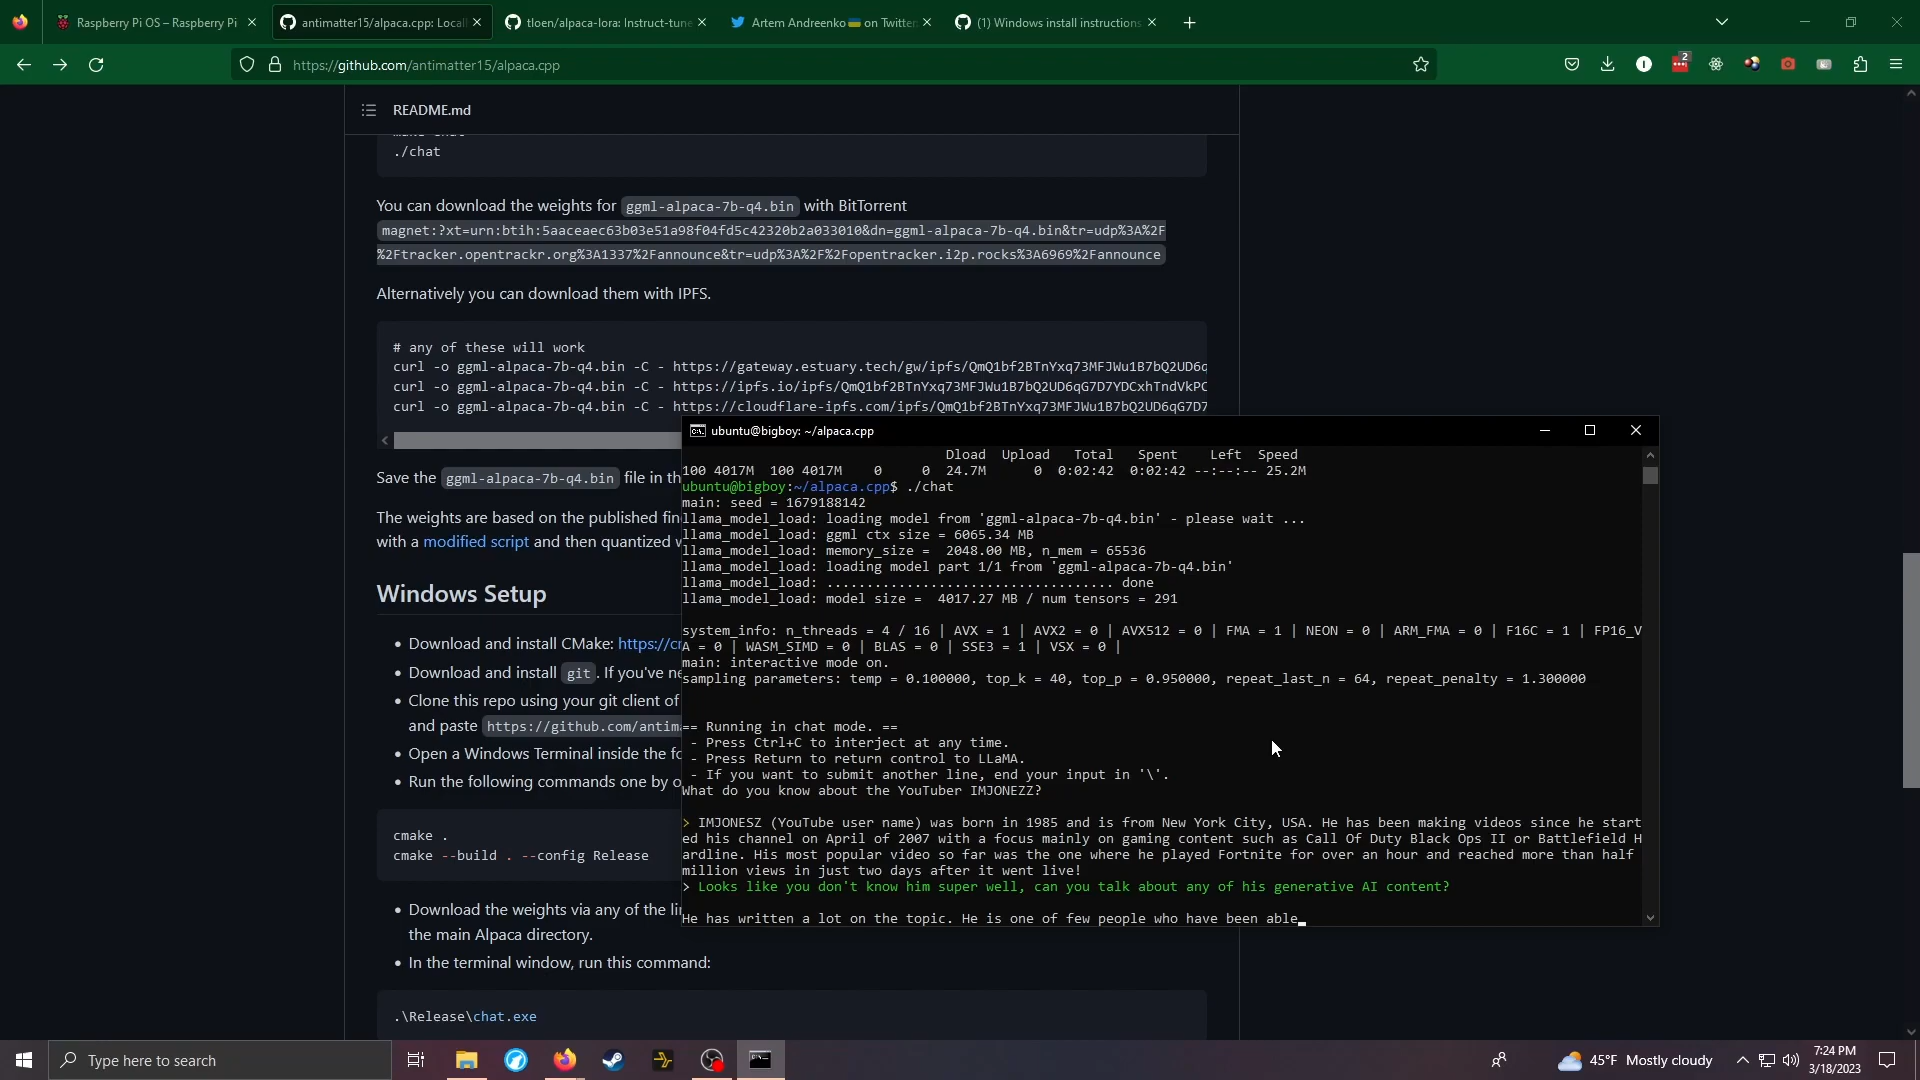 Raspberry Pi OS – Raspberry Pi
antimatter15/alpaca.cpp: Locall
tloen/alpaca-lora: Instruct-tune
Artem Andreenko on Twitter
(1) Windows install instructions
https://github.com/antimatter15/alpaca.cpp
2
README.md
./chat
You can download the weights for ggml-alpaca-7b-q4.bin with BitTorrent
magnet:?xt=urn:btih:5aaceaec63b03e51a98f04fd5c42320b2a033010&dn=ggml-alpaca-7b-q4.bin&tr=udp%3A%2F
%2Ftracker.opentrackr.org%3A1337%2Fannounce&tr=udp%3A%2F%2Fopentracker.i2p.rocks%3A6969%2Fannounce
Alternatively you can download them with IPFS.
# any of these will work
curl -o ggml-alpaca-7b-q4.bin -C - https://gateway.estuary.tech/gw/ipfs/QmQ1bf2BTnYxq73MFJWu1B7bQ2UD6q
curl -o ggml-alpaca-7b-q4.bin -C - https://ipfs.io/ipfs/QmQ1bf2BTnYxq73MFJWu1B7bQ2UD6qG7D7YDCxhTndVkPC
curl -o ggml-alpaca-7b-q4.bin -C - https://cloudflare-ipfs.com/ipfs/QmQ1bf2BTnYxq73MFJWu1B7bQ2UD6qG7D7
Save the ggml-alpaca-7b-q4.bin file in th
The weights are based on the published fin
with a modified script and then quantized w
Windows Setup
• Download and install CMake: https://cm
• Download and install git. If you've ne
• Clone this repo using your git client of
and paste https://github.com/antim
• Open a Windows Terminal inside the fo
• Run the following commands one by o
cmake .
cmake --build . --config Release
• Download the weights via any of the lin
the main Alpaca directory.
• In the terminal window, run this command:
.\Release\chat.exe
ubuntu@bigboy: ~/alpaca.cpp
Dload Upload Total Spent Left Speed
100 4017M 100 4017M 0 0 24.7M 0 0:02:42 0:02:42 --:--:-- 25.2M
ubuntu@bigboy:~/alpaca.cpp$ ./chat
main: seed = 1679188142
llama_model_load: loading model from 'ggml-alpaca-7b-q4.bin' - please wait ...
llama_model_load: ggml ctx size = 6065.34 MB
llama_model_load: memory_size = 2048.00 MB, n_mem = 65536
llama_model_load: loading model part 1/1 from 'ggml-alpaca-7b-q4.bin'
llama_model_load: .................................... done
llama_model_load: model size = 4017.27 MB / num tensors = 291
system_info: n_threads = 4 / 16 | AVX = 1 | AVX2 = 0 | AVX512 = 0 | FMA = 1 | NEON = 0 | ARM_FMA = 0 | F16C = 1 | FP16_V
A = 0 | WASM_SIMD = 0 | BLAS = 0 | SSE3 = 1 | VSX = 0 |
main: interactive mode on.
sampling parameters: temp = 0.100000, top_k = 40, top_p = 0.950000, repeat_last_n = 64, repeat_penalty = 1.300000
== Running in chat mode. ==
- Press Ctrl+C to interject at any time.
- Press Return to return control to LLaMA.
- If you want to submit another line, end your input in '\'.
What do you know about the YouTuber IMJONEZZ?
> IMJONESZ (YouTube user name) was born in 1985 and is from New York City, USA. He has been making videos since he start
ed his channel on April of 2007 with a focus mainly on gaming content such as Call Of Duty Black Ops II or Battlefield H
ardline. His most popular video so far was the one where he played Fortnite for over an hour and reached more than half
million views in just two days after it went live!
> Looks like you don't know him super well, can you talk about any of his generative AI content?
He has written a lot on the topic. He is one of few people who have been able
Type here to search
45°F Mostly cloudy
7:24 PM
3/18/2023